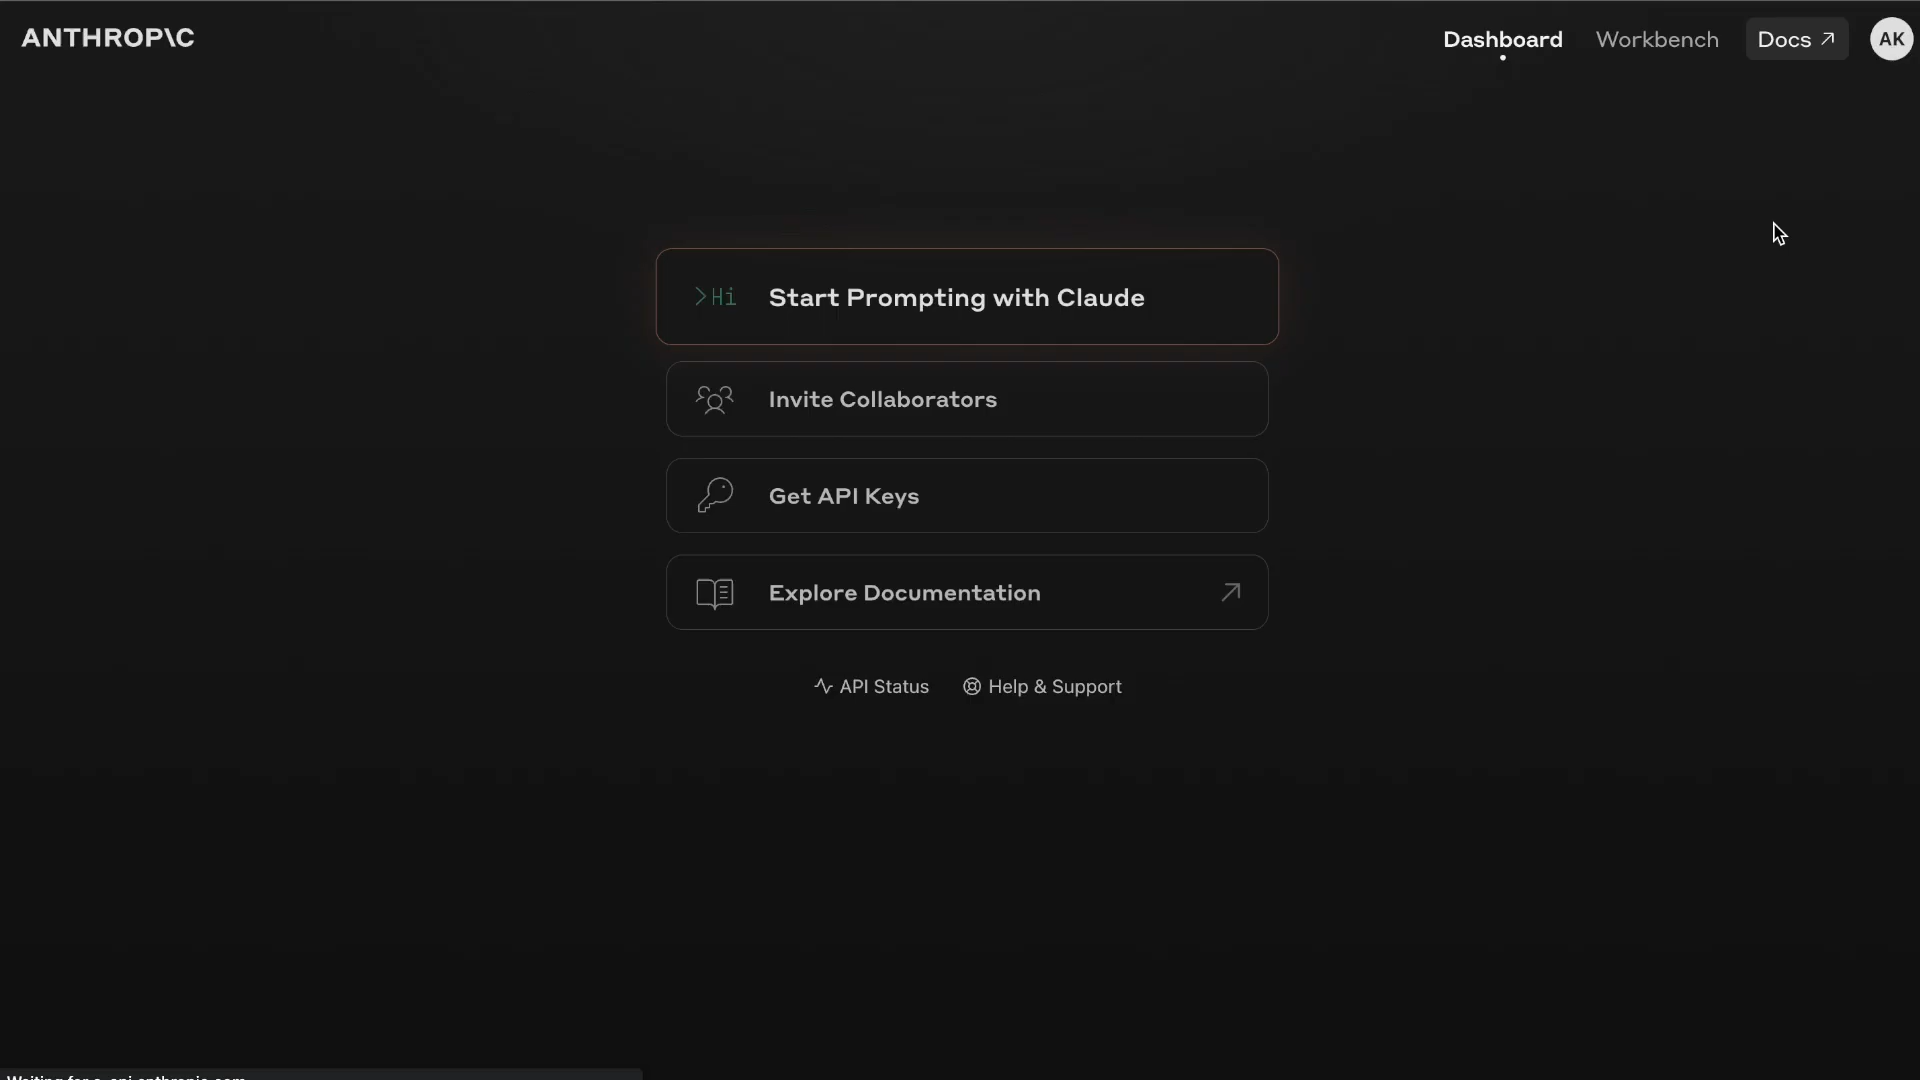 ANTHROP\C
Dashboard
Workbench
Docs
AK
>Hi
Start Prompting with Claude
Invite Collaborators
Get API Keys
Explore Documentation
API Status
Help & Support